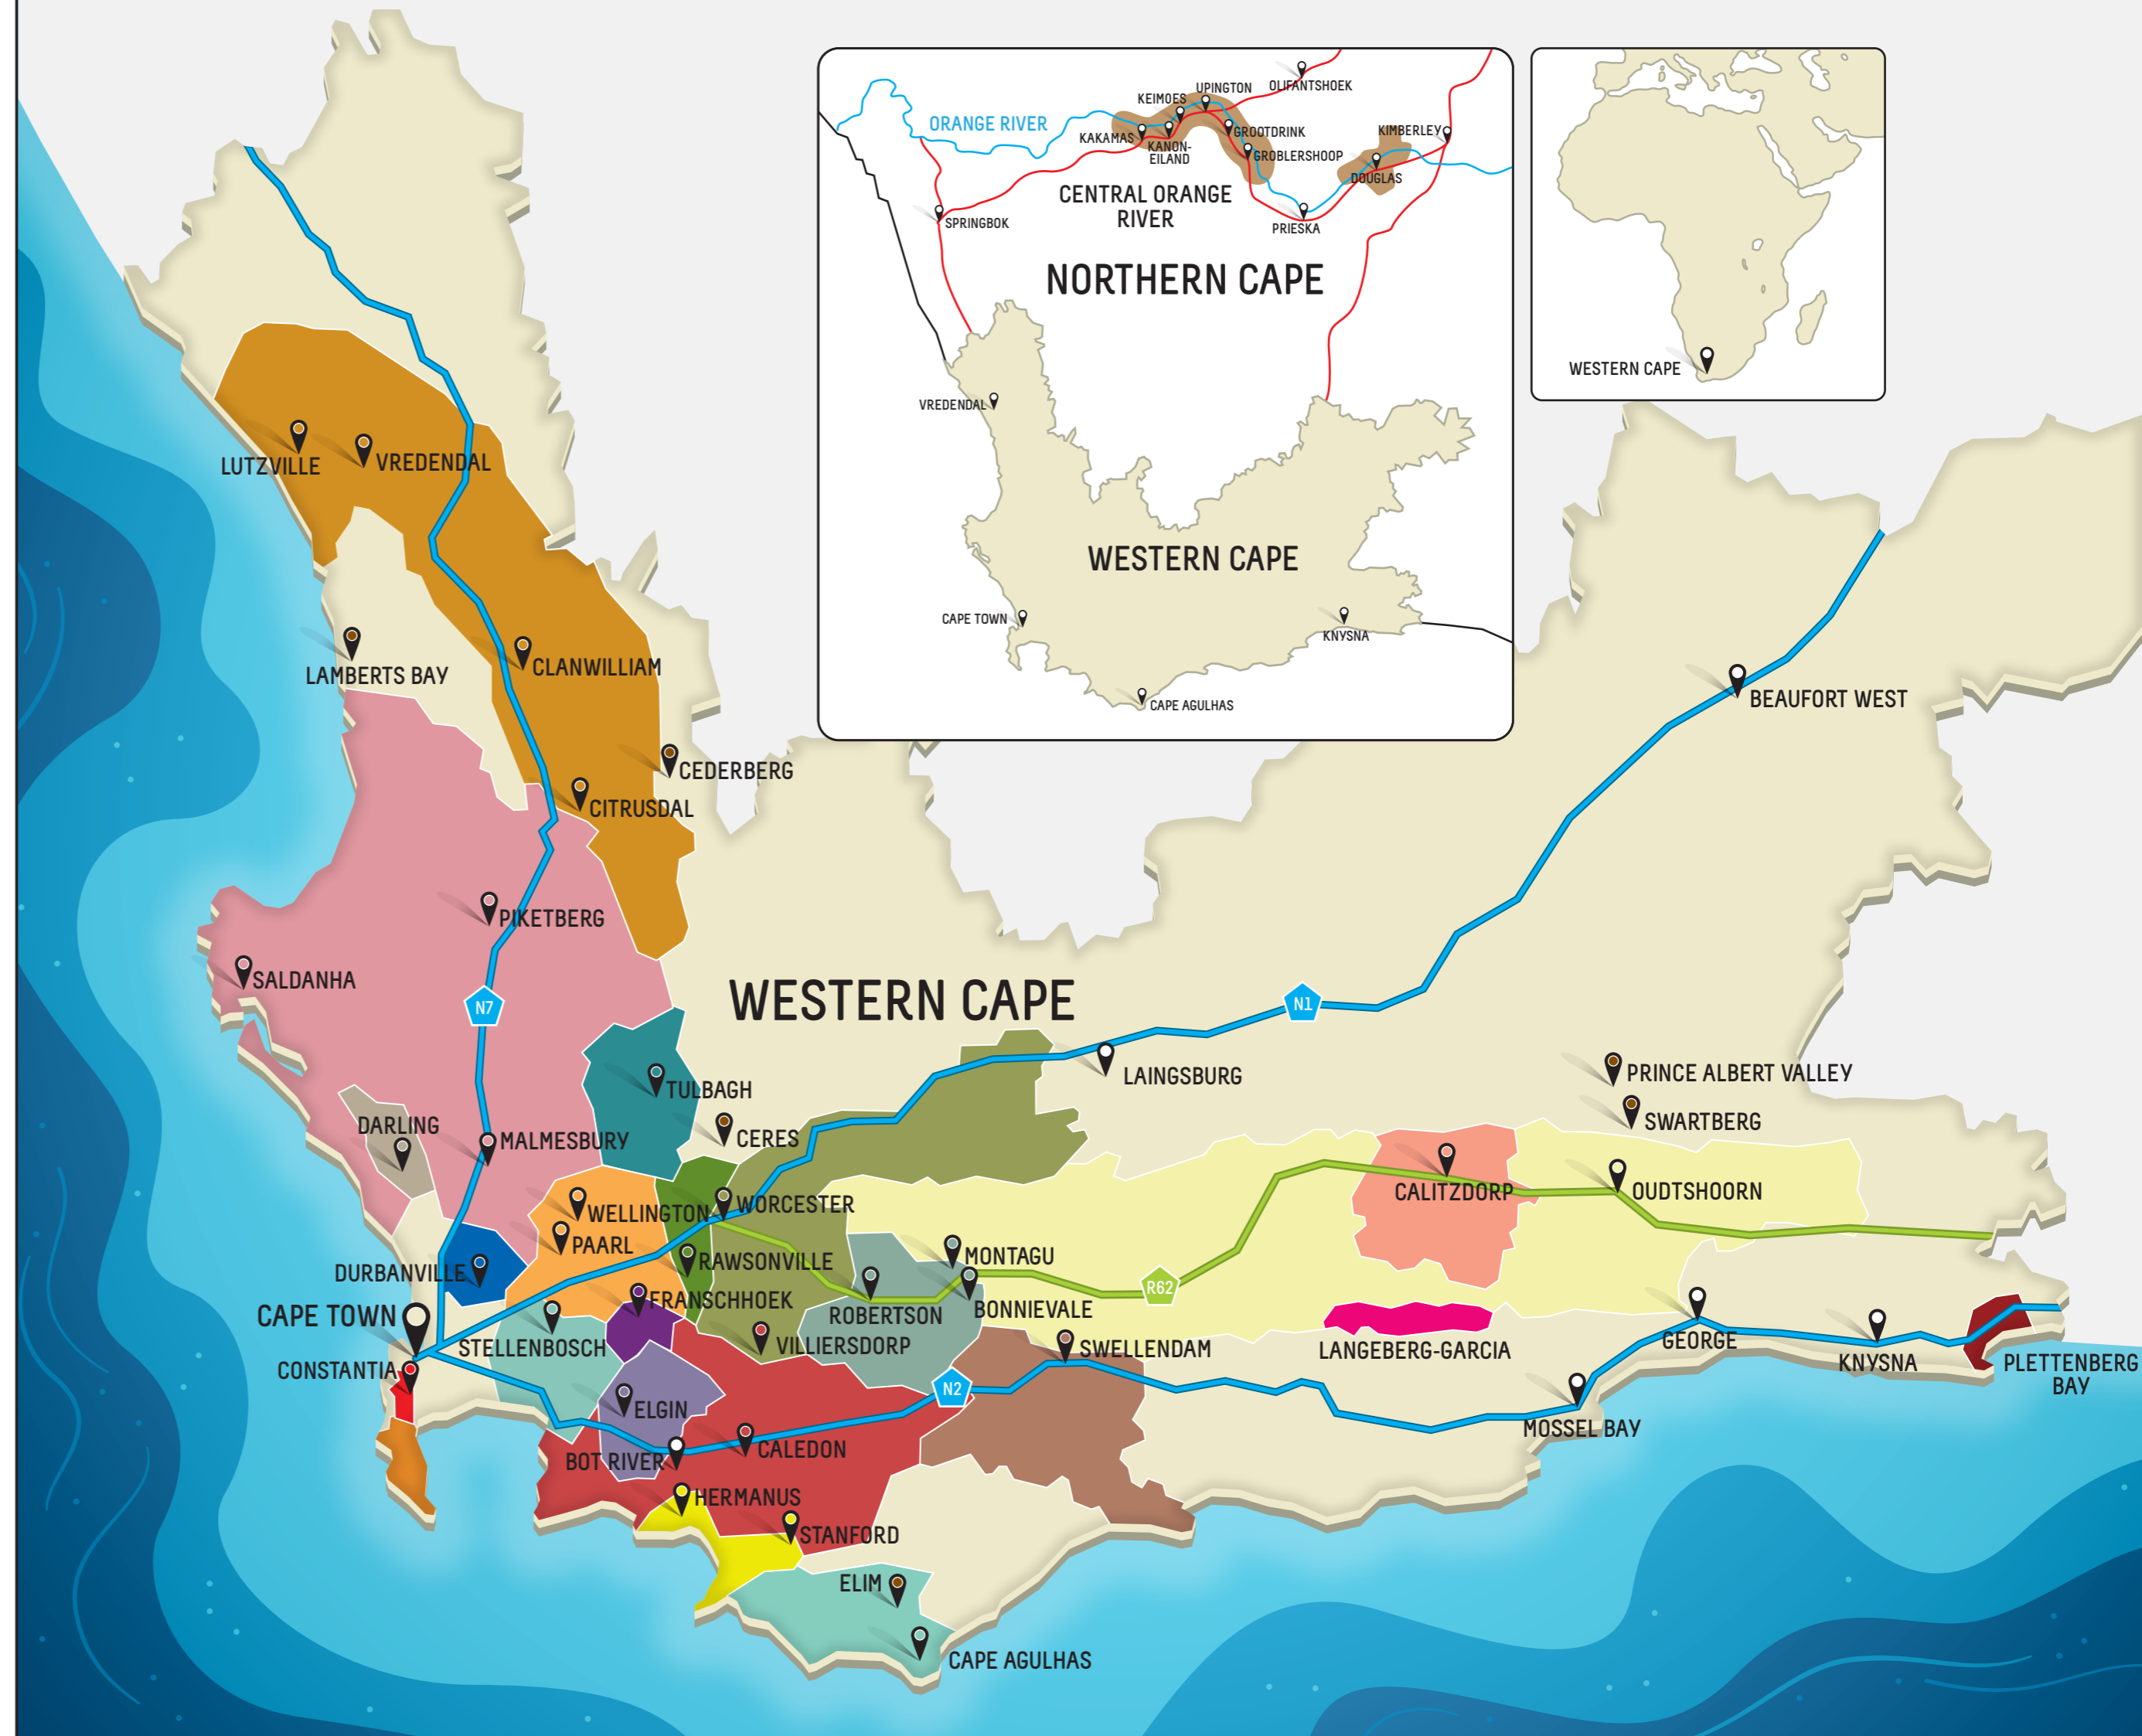 ORANGE RIVER
KEIMOES
UPINGTON
OLIFANTSHOEK
KAKAMAS
KANON-
EILAND
GROOTDRINK
GROBLERSHOOP
KIMBERLEY
DOUGLAS
CENTRAL ORANGE
RIVER
PRIESKA
SPRINGBOK
NORTHERN CAPE
VREDENDAL
WESTERN CAPE
CAPE TOWN
KNYSNA
CAPE AGULHAS
WESTERN CAPE
LUTZVILLE
VREDENDAL
LAMBERTS BAY
CLANWILLIAM
CEDERBERG
CITRUSDAL
BEAUFORT WEST
PIKETBERG
SALDANHA
N7
WESTERN CAPE
N1
LAINGSBURG
TULBAGH
PRINCE ALBERT VALLEY
SWARTBERG
DARLING
MALMESBURY
CERES
WELLINGTON
WORCESTER
CALITZDORP
OUDTSHOORN
PAARL
RAWSONVILLE
MONTAGU
DURBANVILLE
FRANSCHHOEK
ROBERTSON
BONNIEVALE
R62
CAPE TOWN
STELLENBOSCH
VILLIERSDORP
SWELLENDAM
LANGEBERG-GARCIA
GEORGE
KNYSNA
PLETTENBERG
BAY
CONSTANTIA
N2
ELGIN
MOSSEL BAY
BOT RIVER
CALEDON
HERMANUS
STANFORD
ELIM
CAPE AGULHAS